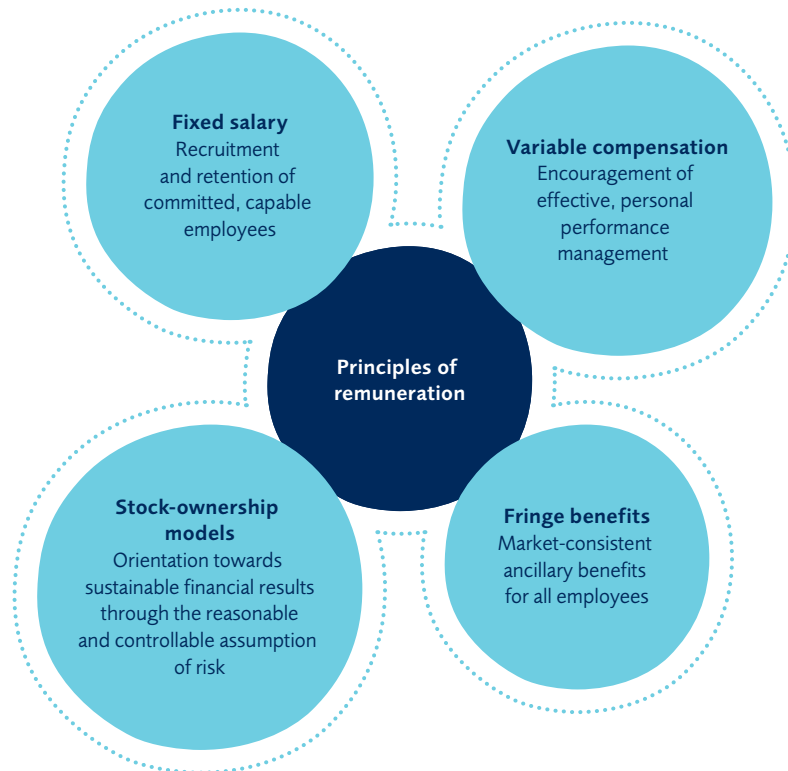 Fixed salary
Recruitment
and retention of
committed, capable
employees
Variable compensation
Encouragement of
effective, personal
performance
management
Principles of
remuneration
Stock-ownership
models
Orientation towards
sustainable financial results
through the reasonable
and controllable assumption
of risk
Fringe benefits
Market-consistent
ancillary benefits
for all employees